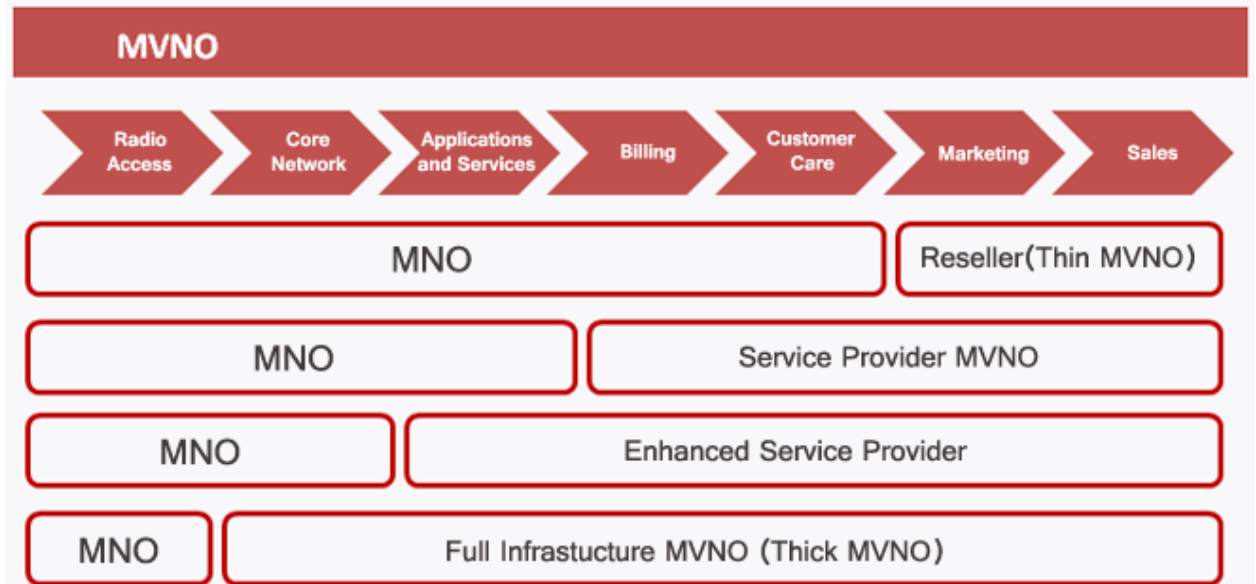 MVNO
Radio
Access
Core
Network
Applications
and Services
Billing
Customer
Care
Marketing
Sales
MNO
Reseller(Thin MVNO)
MNO
Service Provider MVNO
MNO
Enhanced Service Provider
MNO
Full Infrastucture MVNO (Thick MVNO)